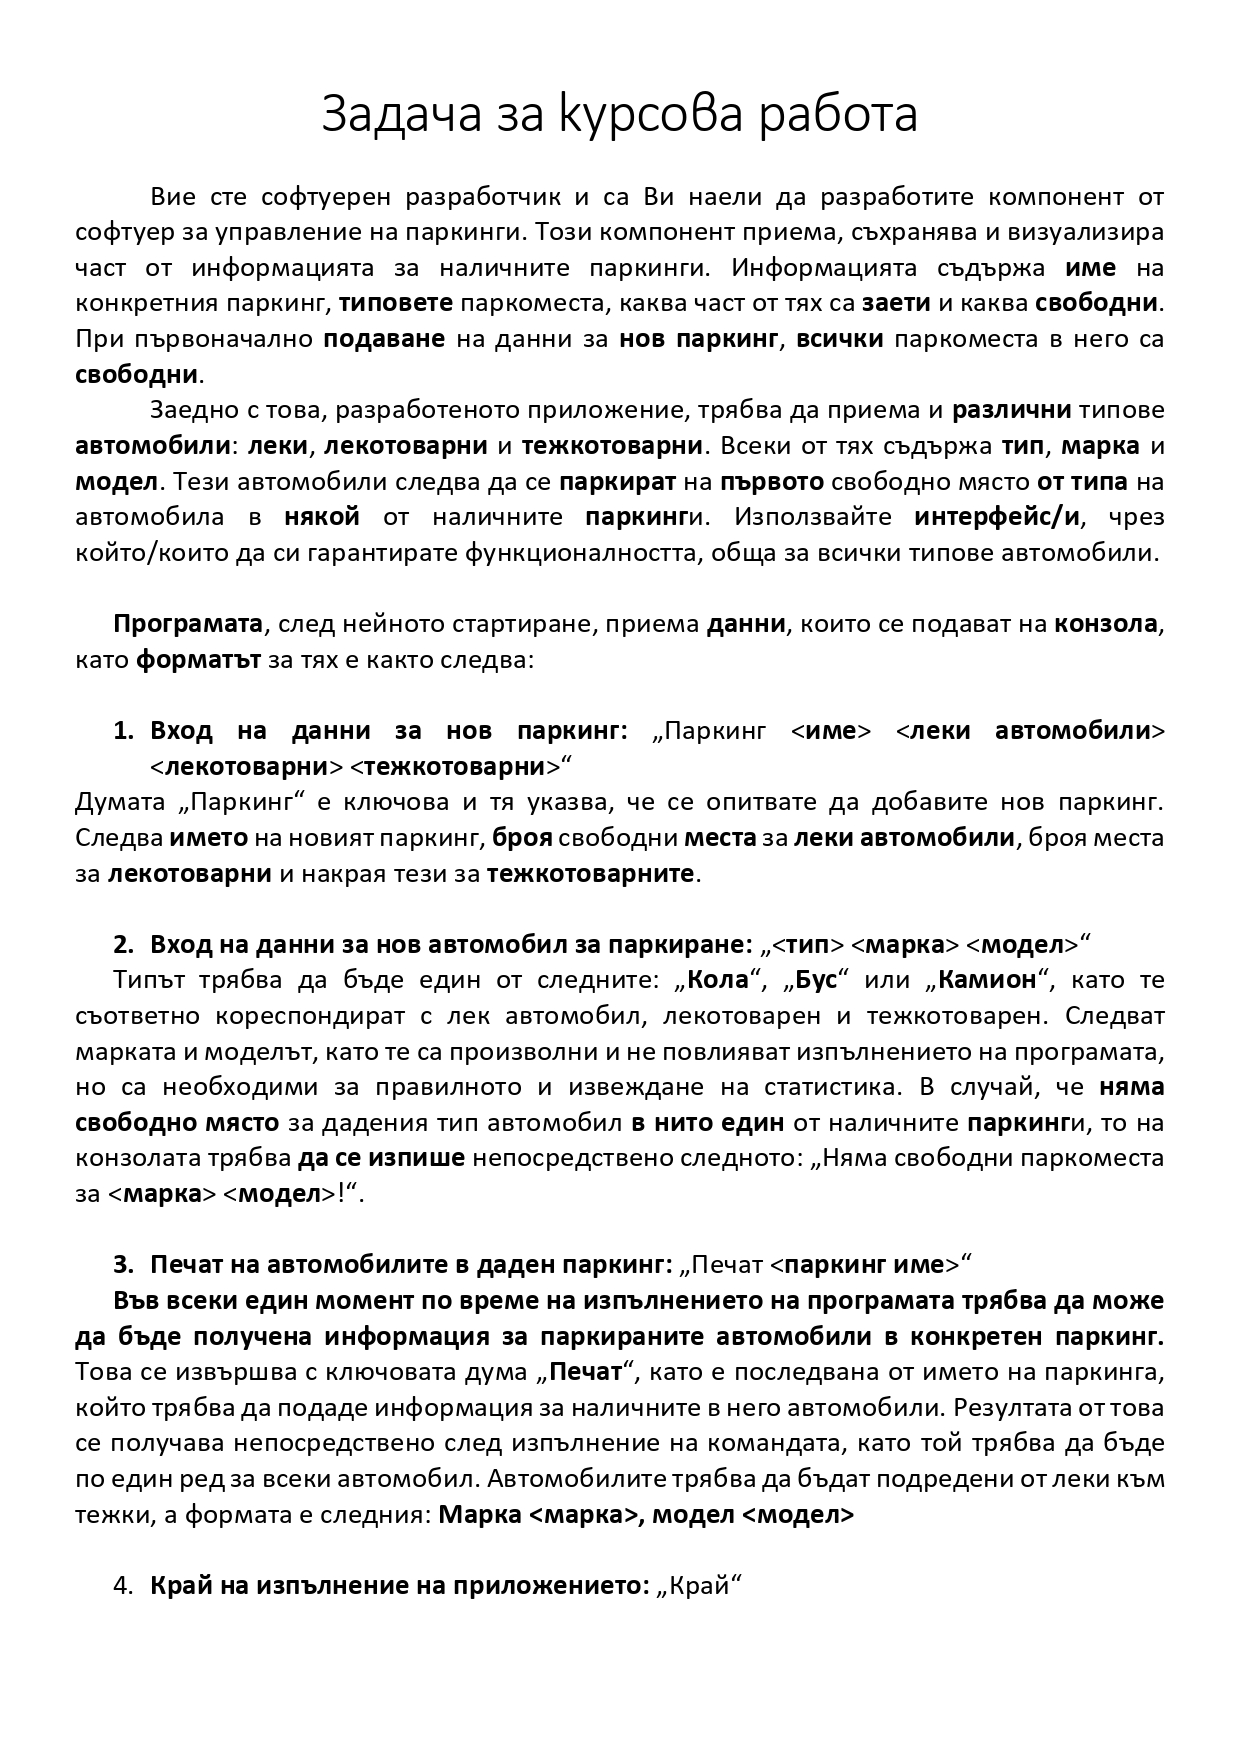 Задача за курсова работа
Вие сте софтуерен разработчик и са Ви наели да разработите компонент от
софтуер за управление на паркинги. Този компонент приема, съхранява и визуализира
част от информацията за наличните паркинги. Информацията съдържа име на
конкретния паркинг, типовете паркоместа, каква част от тях са заети и каква свободни.
При първоначално подаване на данни за нов паркинг, всички паркоместа в него са
свободни.
Заедно с това, разработеното приложение, трябва да приема и различни типове
автомобили: леки, лекотоварни и тежкотоварни. Всеки от тях съдържа тип, марка и
модел. Тези автомобили следва да се паркират на първото свободно място от типа на
автомобила в някой от наличните паркинги. Използвайте интерфейс/и, чрез
който/които да си гарантирате функционалността, обща за всички типове автомобили.
Програмата, след нейното стартиране, приема данни, които се подават на конзола,
като форматът за тях е както следва:
1. Вход на данни за нов паркинг: „Паркинг <име> <леки автомобили>
<лекотоварни> <тежкотоварни>“
Думата „Паркинг“ е ключова и тя указва, че се опитвате да добавите нов паркинг.
Следва името на новият паркинг, броя свободни места за леки автомобили, броя места
за лекотоварни и накрая тези за тежкотоварните.
2. Вход на данни за нов автомобил за паркиране: „<тип> <марка> <модел>“
Типът трябва да бъде един от следните: „Кола“, „Бус“ или „Камион“, като те
съответно кореспондират с лек автомобил, лекотоварен и тежкотоварен. Следват
марката и моделът, като те са произволни и не повлияват изпълнението на програмата,
но са необходими за правилното и извеждане на статистика. В случай, че няма
свободно място за дадения тип автомобил в нито един от наличните паркинги, то на
конзолата трябва да се изпише непосредствено следното: „Няма свободни паркоместа
за <марка> <модел>!“.
3. Печат на автомобилите в даден паркинг: „Печат <паркинг име>“
Във всеки един момент по време на изпълнението на програмата трябва да може
да бъде получена информация за паркираните автомобили в конкретен паркинг.
Това се извършва с ключовата дума „Печат“, като е последвана от името на паркинга,
който трябва да подаде информация за наличните в него автомобили. Резултата от това
се получава непосредствено след изпълнение на командата, като той трябва да бъде
по един ред за всеки автомобил. Автомобилите трябва да бъдат подредени от леки към
тежки, а формата е следния: Марка <марка>, модел <модел>
4. Край на изпълнение на приложението: „Край“